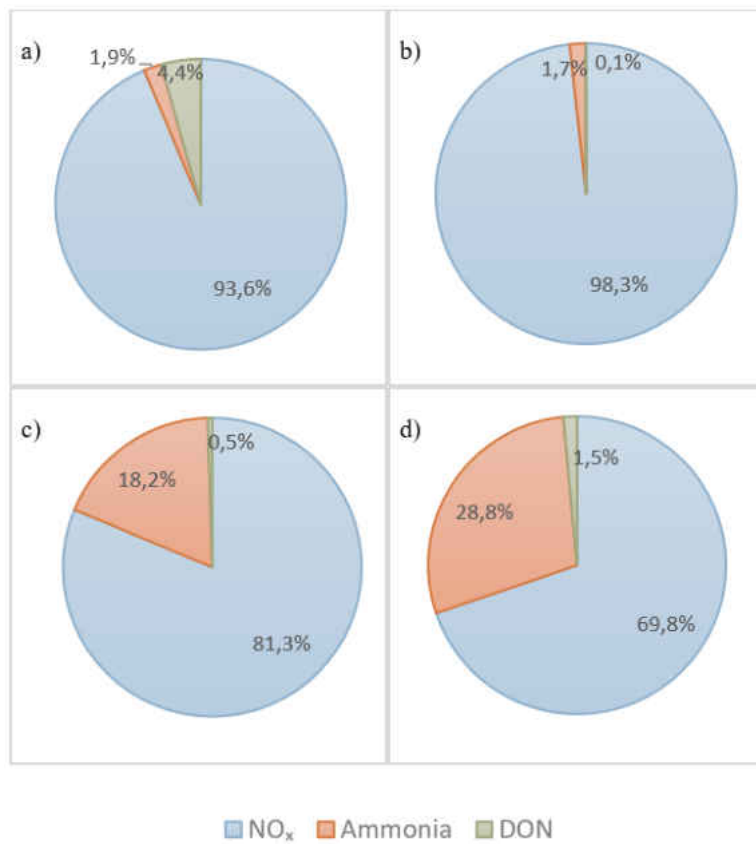 a)
1,9%
4,4%
93,6%
b)
1,7%
0,1%
98,3%
c)
0,5%
18,2%
81,3%
d)
1,5%
28,8%
69,8%
NOₓ Ammonia DON